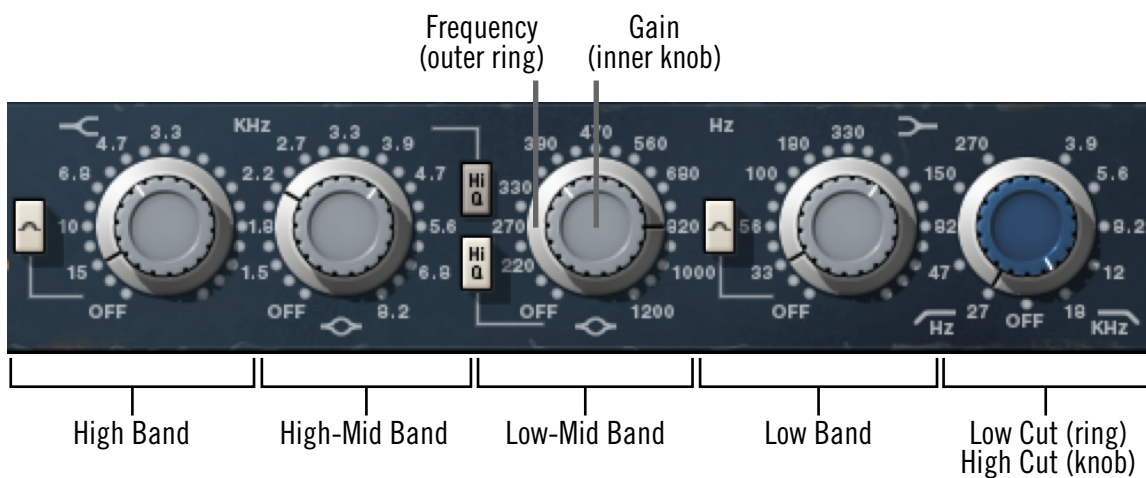 Frequency
(outer ring)
Gain
(inner knob)
3.3
4.7
6.8
10
15
OFF
KHz
3.3
2.7
3.9
2.2
4.7
1.8
5.6
1.5
6.8
OFF
8.2
Hi
Q
Hi
Q
470
390
560
330
680
270
820
220
1000
OFF
1200
Hz
330
180
100
56
33
OFF
270
3.9
150
5.6
82
8.2
47
12
Hz
27
OFF
18
KHz
High Band
High-Mid Band
Low-Mid Band
Low Band
Low Cut (ring)
High Cut (knob)